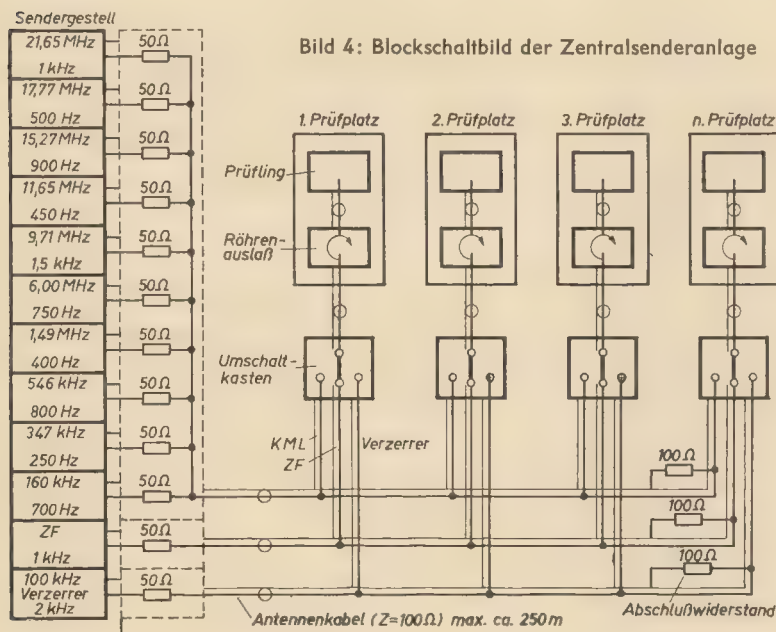 Sendergestell
Bild 4: Blockschaltbild der Zentralsenderanlage
21,65 MHz
1 kHz
50Ω
17,77 MHz
500 Hz
50Ω
15,27 MHz
900 Hz
50Ω
11,65 MHz
450 Hz
50Ω
9,71 MHz
1,5 kHz
50Ω
6,00 MHz
750 Hz
50Ω
1,49 MHz
400 Hz
50Ω
546 kHz
800 Hz
50Ω
347 kHz
250 Hz
50Ω
160 kHz
700 Hz
50Ω
ZF
1 kHz
50Ω
100 kHz
Verzerrer
2 kHz
50Ω
1. Prüfplatz
2. Prüfplatz
3. Prüfplatz
n. Prüfplatz
Prüfling
Röhren-
auslaß
Umschalt-
kasten
KML
ZF
Verzerrer
100Ω
100Ω
100Ω
Antennenkabel (Z=100Ω) max. ca. 250m
Abschlußwiderstand